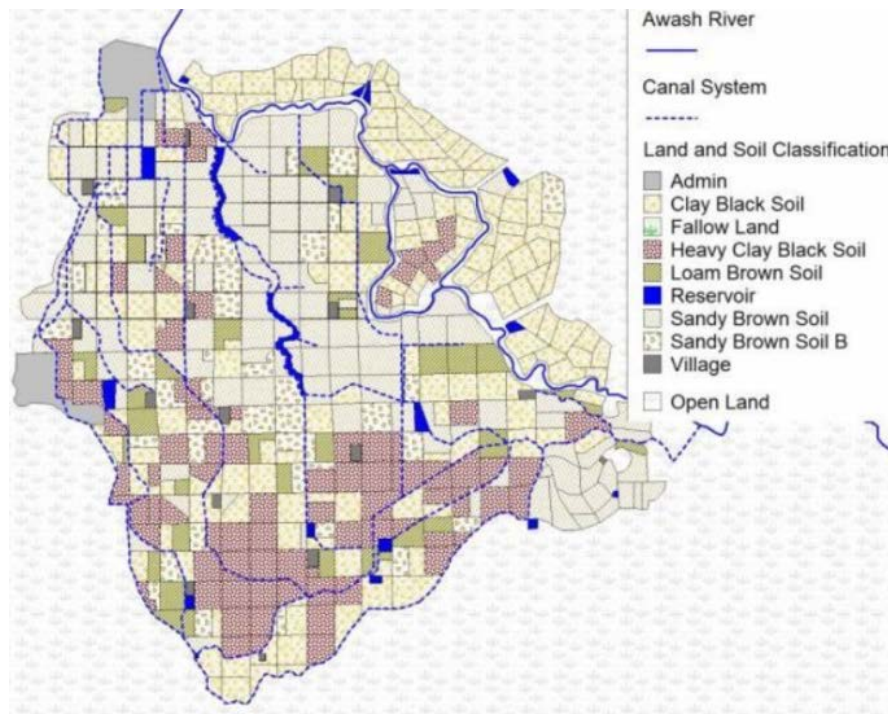 Awash River
Canal System
Land and Soil Classification
Admin
Clay Black Soil
Fallow Land
Heavy Clay Black Soil
Loam Brown Soil
Reservoir
Sandy Brown Soil
Sandy Brown Soil B
Village
Open Land